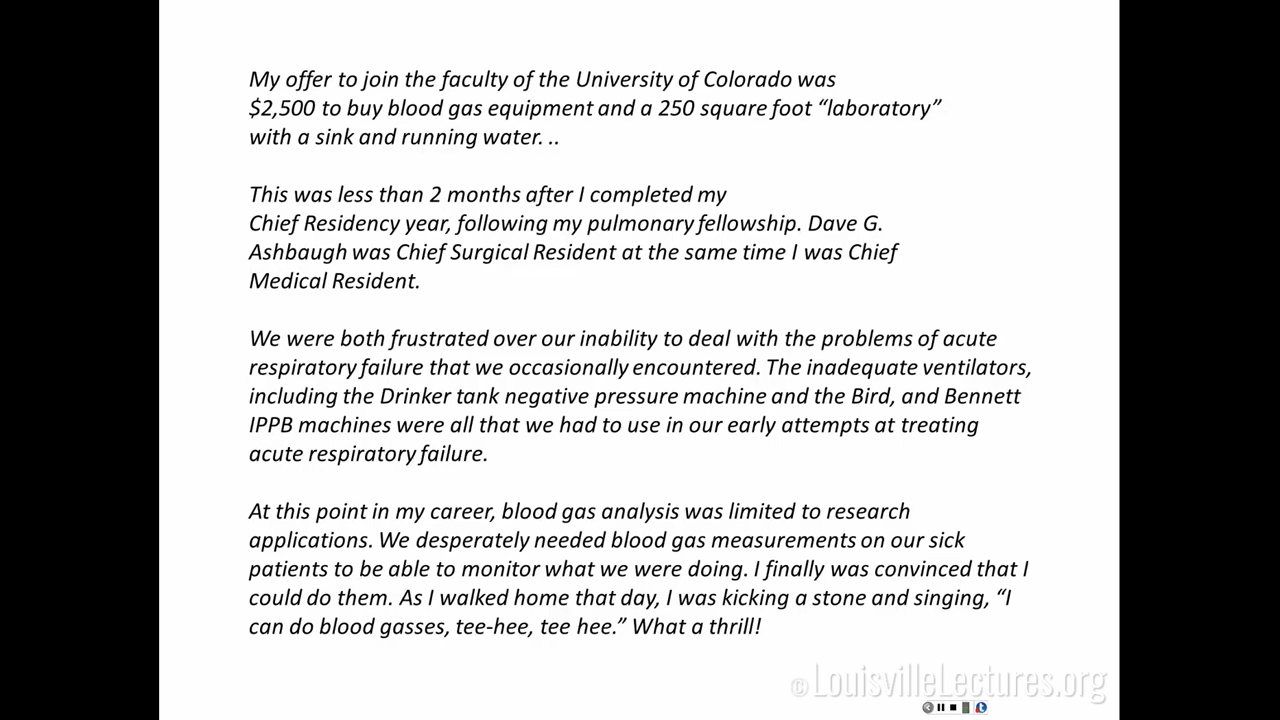 My offer to join the faculty of the University of Colorado was
$2,500 to buy blood gas equipment and a 250 square foot “laboratory”
with a sink and running water. ..
This was less than 2 months after I completed my
Chief Residency year, following my pulmonary fellowship. Dave G.
Ashbaugh was Chief Surgical Resident at the same time I was Chief
Medical Resident.
We were both frustrated over our inability to deal with the problems of acute
respiratory failure that we occasionally encountered. The inadequate ventilators,
including the Drinker tank negative pressure machine and the Bird, and Bennett
IPPB machines were all that we had to use in our early attempts at treating
acute respiratory failure.
At this point in my career, blood gas analysis was limited to research
applications. We desperately needed blood gas measurements on our sick
patients to be able to monitor what we were doing. I finally was convinced that I
could do them. As I walked home that day, I was kicking a stone and singing, “I
can do blood gasses, tee-hee, tee hee.” What a thrill!
©LouisvilleLectures.org